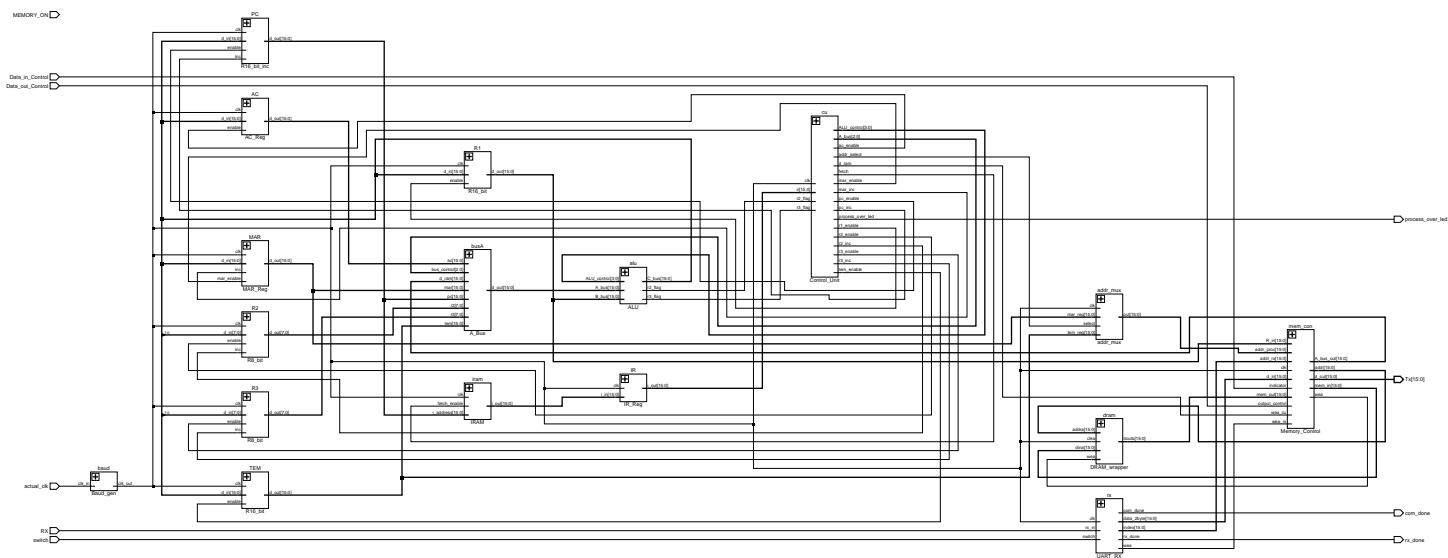 MEMORY_ON
Data_in_Control
Data_out_Control
actual_clk
RX
switch
baud
clk_in
clk_out
Baud_gen
PC
clk
d_in[15:0]
enable
inc
d_out[15:0]
R16_bit_inc
AC
clk
d_in[15:0]
enable
d_out[15:0]
AC_Reg
MAR
clk
d_in[15:0]
inc
mar_enable
d_out[15:0]
MAR_Reg
R2
clk
7:0
d_in[7:0]
enable
inc
d_out[7:0]
R8_bit
R3
clk
7:0
d_in[7:0]
enable
inc
d_out[7:0]
R8_bit
TEM
clk
d_in[15:0]
enable
d_out[15:0]
R16_bit
R1
clk
d_in[15:0]
enable
d_out[15:0]
R16_bit
busA
ac[15:0]
bus_control[2:0]
d_ram[15:0]
mar[15:0]
pc[15:0]
r2[7:0]
r3[7:0]
tem[15:0]
d_out[15:0]
A_Bus
iram
clk
fetch_enable
i_address[15:0]
i_out[15:0]
IRAM
alu
ALU_control[3:0]
A_bus[15:0]
B_bus[15:0]
C_bus[15:0]
r2_flag
r3_flag
ALU
IR
clk
i_in[15:0]
i_out[15:0]
IR_Reg
cu
clk
ir[15:0]
r2_flag
r3_flag
ALU_control[3:0]
A_bus[2:0]
ac_enable
addr_select
d_ram
fetch
mar_enable
mar_inc
pc_enable
pc_inc
process_over_led
r1_enable
r2_enable
r2_inc
r3_enable
r3_inc
tem_enable
Control_Unit
addr_mux
clk
mar_reg[15:0]
select
tem_reg[15:0]
out[15:0]
addr_mux
dram
addra[15:0]
clka
dina[15:0]
wea
douta[15:0]
DRAM_wrapper
rx
clk
rx_in
switch
com_done
data_2byte[15:0]
index[15:0]
rx_done
wea
UART_RX
mem_con
R_in[15:0]
addr_proc[15:0]
addr_rx[15:0]
clk
d_in[15:0]
indicator
mem_out[15:0]
output_control
wea_cu
wea_rx
A_bus_out[15:0]
addr[15:0]
d_out[15:0]
mem_in[15:0]
wea
Memory_Control
process_over_led
Tx[15:0]
com_done
rx_done